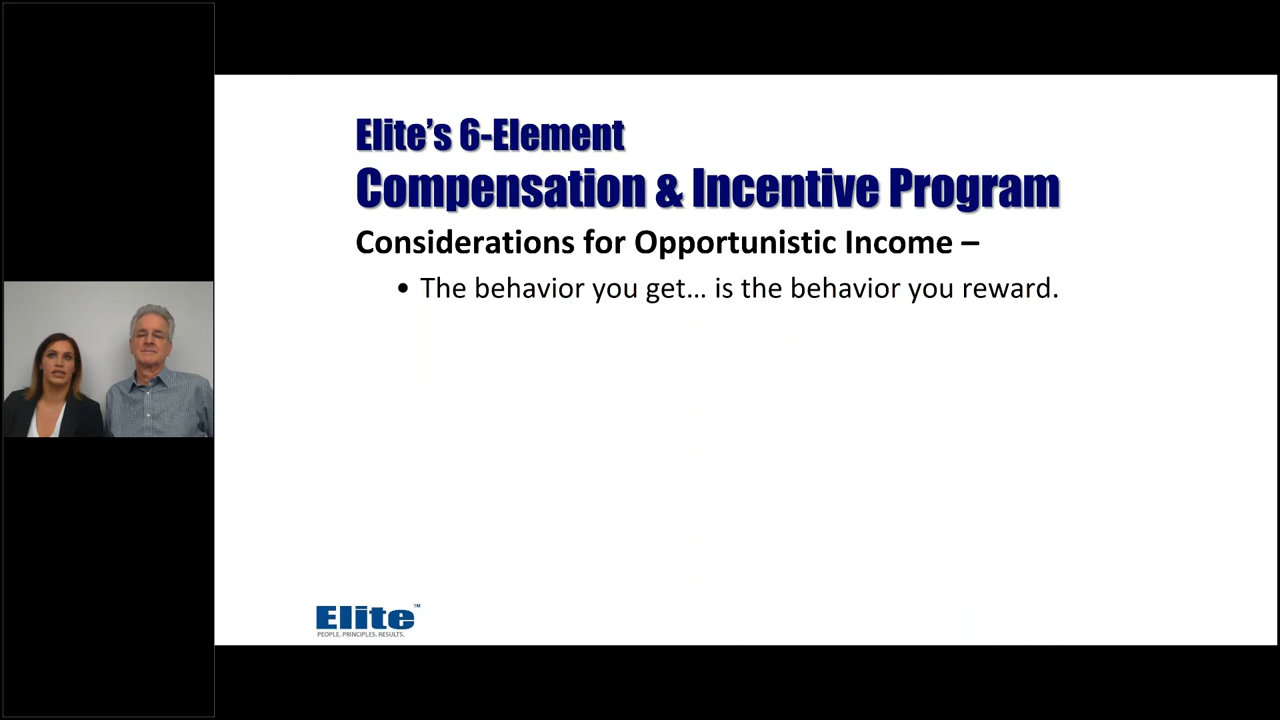 Elite’s 6-Element
Compensation & Incentive Program
Considerations for Opportunistic Income –
• The behavior you get… is the behavior you reward.
Elite™
PEOPLE. PRINCIPLES. RESULTS.